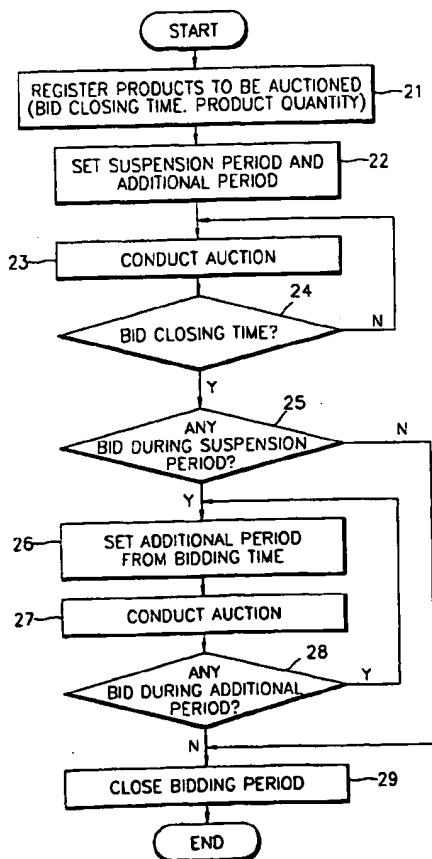 START
REGISTER PRODUCTS TO BE AUCTIONED
(BID CLOSING TIME. PRODUCT QUANTITY)
21
SET SUSPENSION PERIOD AND
ADDITIONAL PERIOD
22
23
CONDUCT AUCTION
24
BID CLOSING TIME?
N
Y
25
ANY
BID DURING SUSPENSION
PERIOD?
N
Y
26
SET ADDITIONAL PERIOD
FROM BIDDING TIME
27
CONDUCT AUCTION
28
ANY
BID DURING ADDITIONAL
PERIOD?
Y
N
CLOSE BIDDING PERIOD
29
END